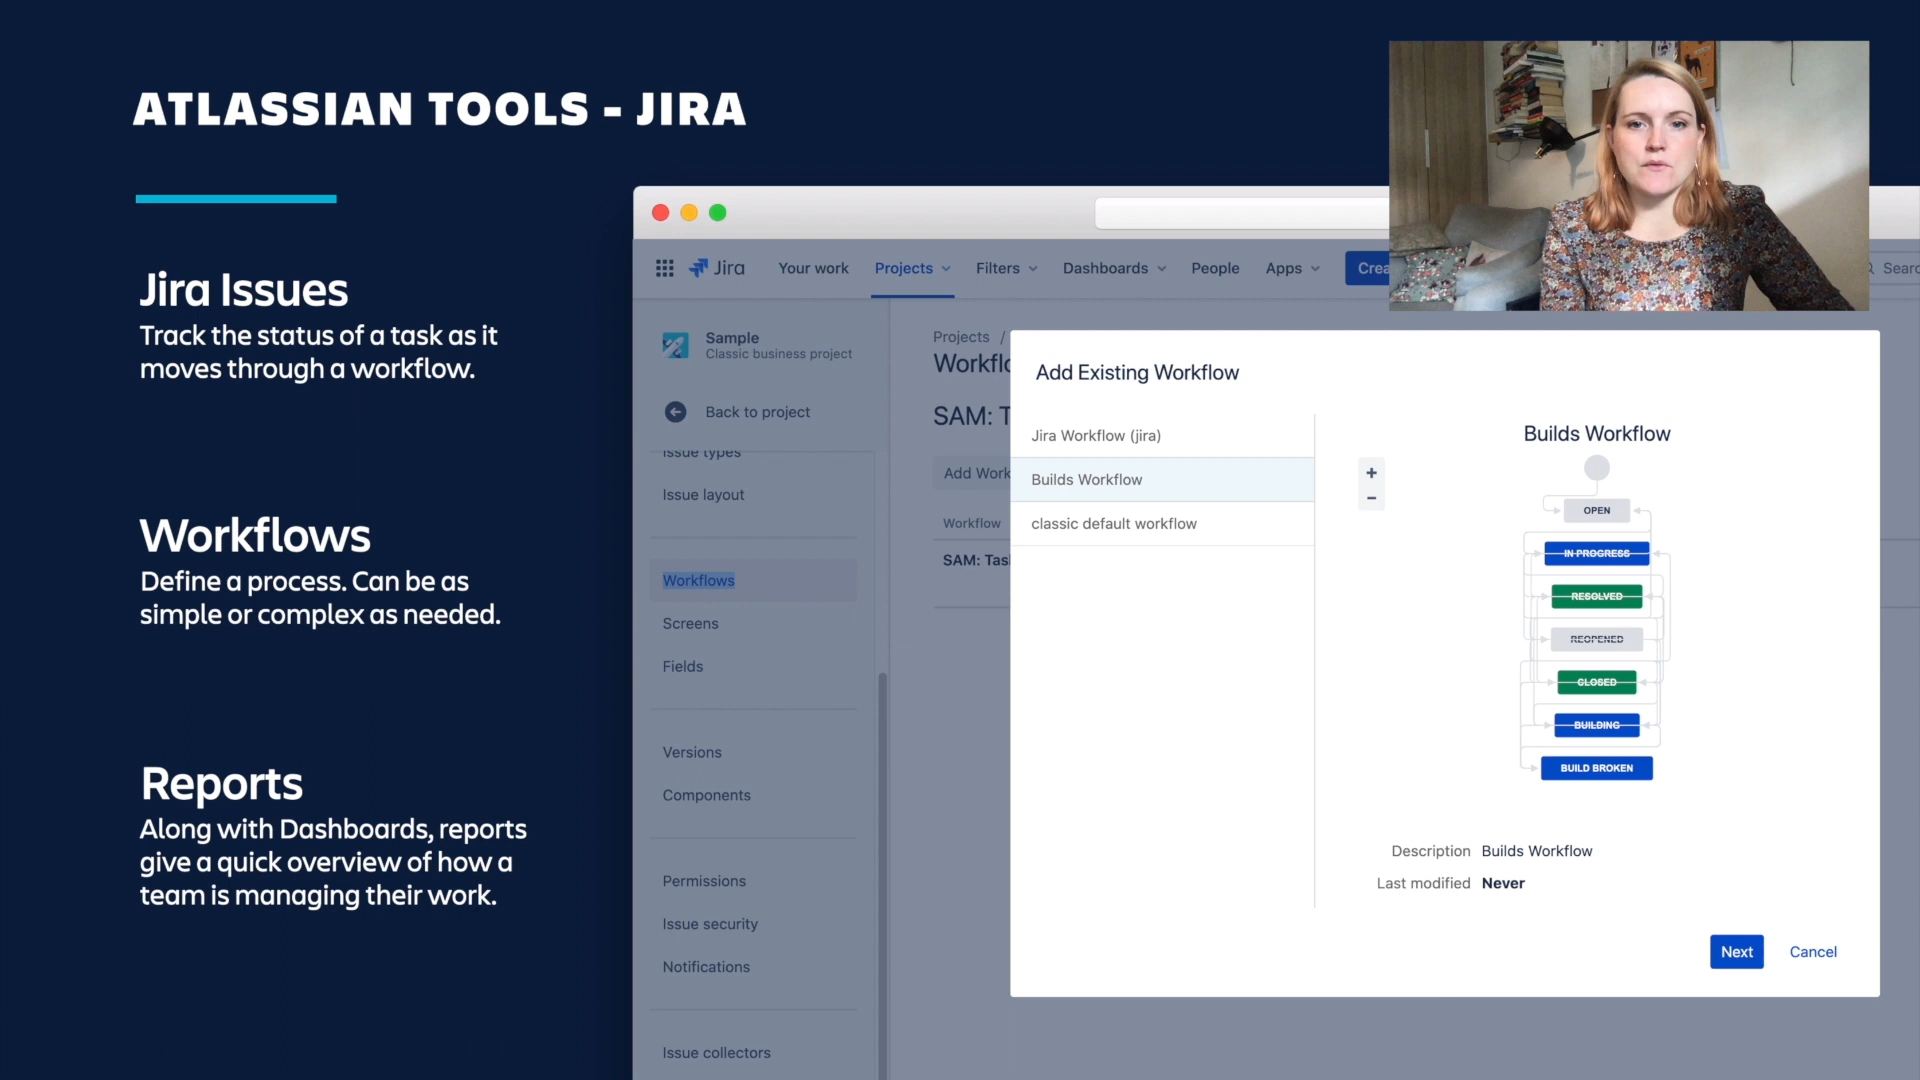 ATLASSIAN TOOLS - JIRA
Jira Issues
Track the status of a task as it
moves through a workflow.
Workflows
Define a process. Can be as
simple or complex as needed.
Reports
Along with Dashboards, reports
give a quick overview of how a
team is managing their work.
Jira
Your work
Projects
Filters
Dashboards
People
Apps
Sample
Classic business project
Back to project
Issue types
Issue layout
Workflows
Screens
Fields
Versions
Components
Permissions
Issue security
Notifications
Issue collectors
Projects /
SAM:
Add
Workflow
SAM:
Add Existing Workflow
Jira Workflow (jira)
Builds Workflow
classic default workflow
Builds Workflow
+
-
OPEN
IN PROGRESS
RESOLVED
REOPENED
CLOSED
BUILDING
BUILD BROKEN
Description Builds Workflow
Last modified Never
Next
Cancel